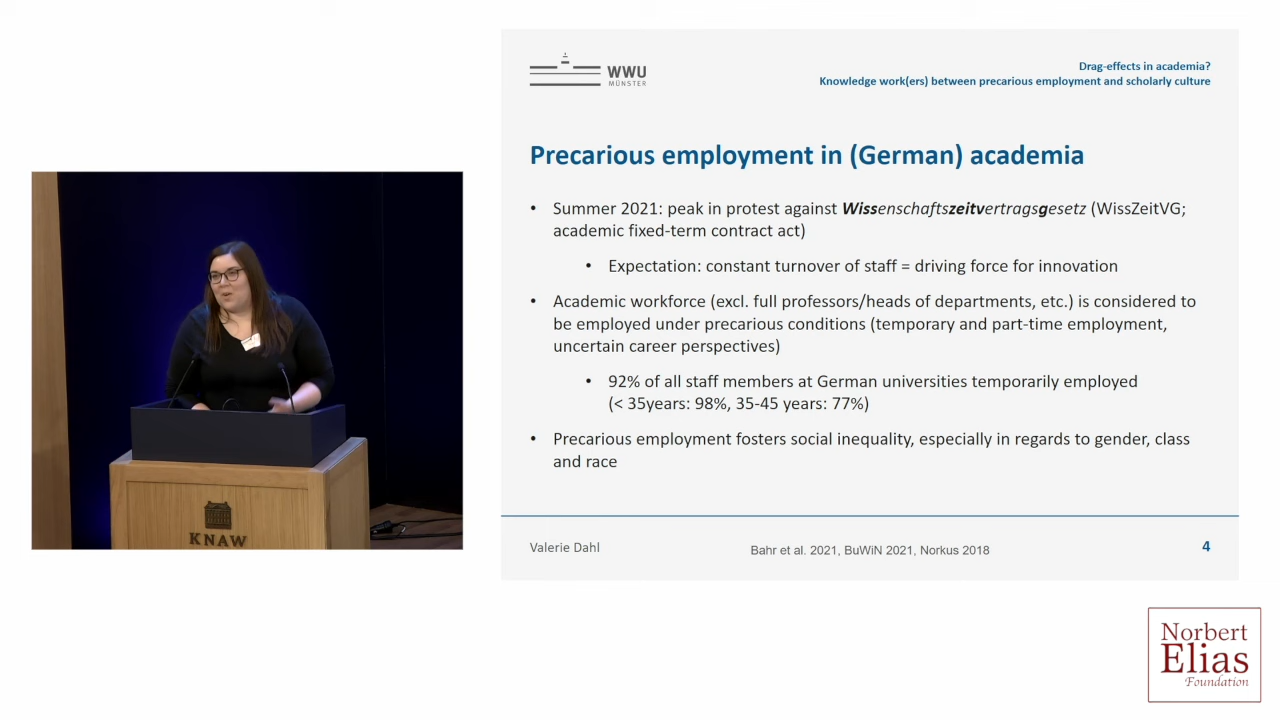 WWU
MÜNSTER
Drag-effects in academia?
Knowledge work(ers) between precarious employment and scholarly culture
Precarious employment in (German) academia
• Summer 2021: peak in protest against Wissenschaftszeitvertragsgesetz (WissZeitVG;
academic fixed-term contract act)
• Expectation: constant turnover of staff = driving force for innovation
• Academic workforce (excl. full professors/heads of departments, etc.) is considered to
be employed under precarious conditions (temporary and part-time employment,
uncertain career perspectives)
• 92% of all staff members at German universities temporarily employed
(< 35years: 98%, 35-45 years: 77%)
• Precarious employment fosters social inequality, especially in regards to gender, class
and race
Valerie Dahl
Bahr et al. 2021, BuWiN 2021, Norkus 2018
4
KNAW
Norbert
Elias
Foundation